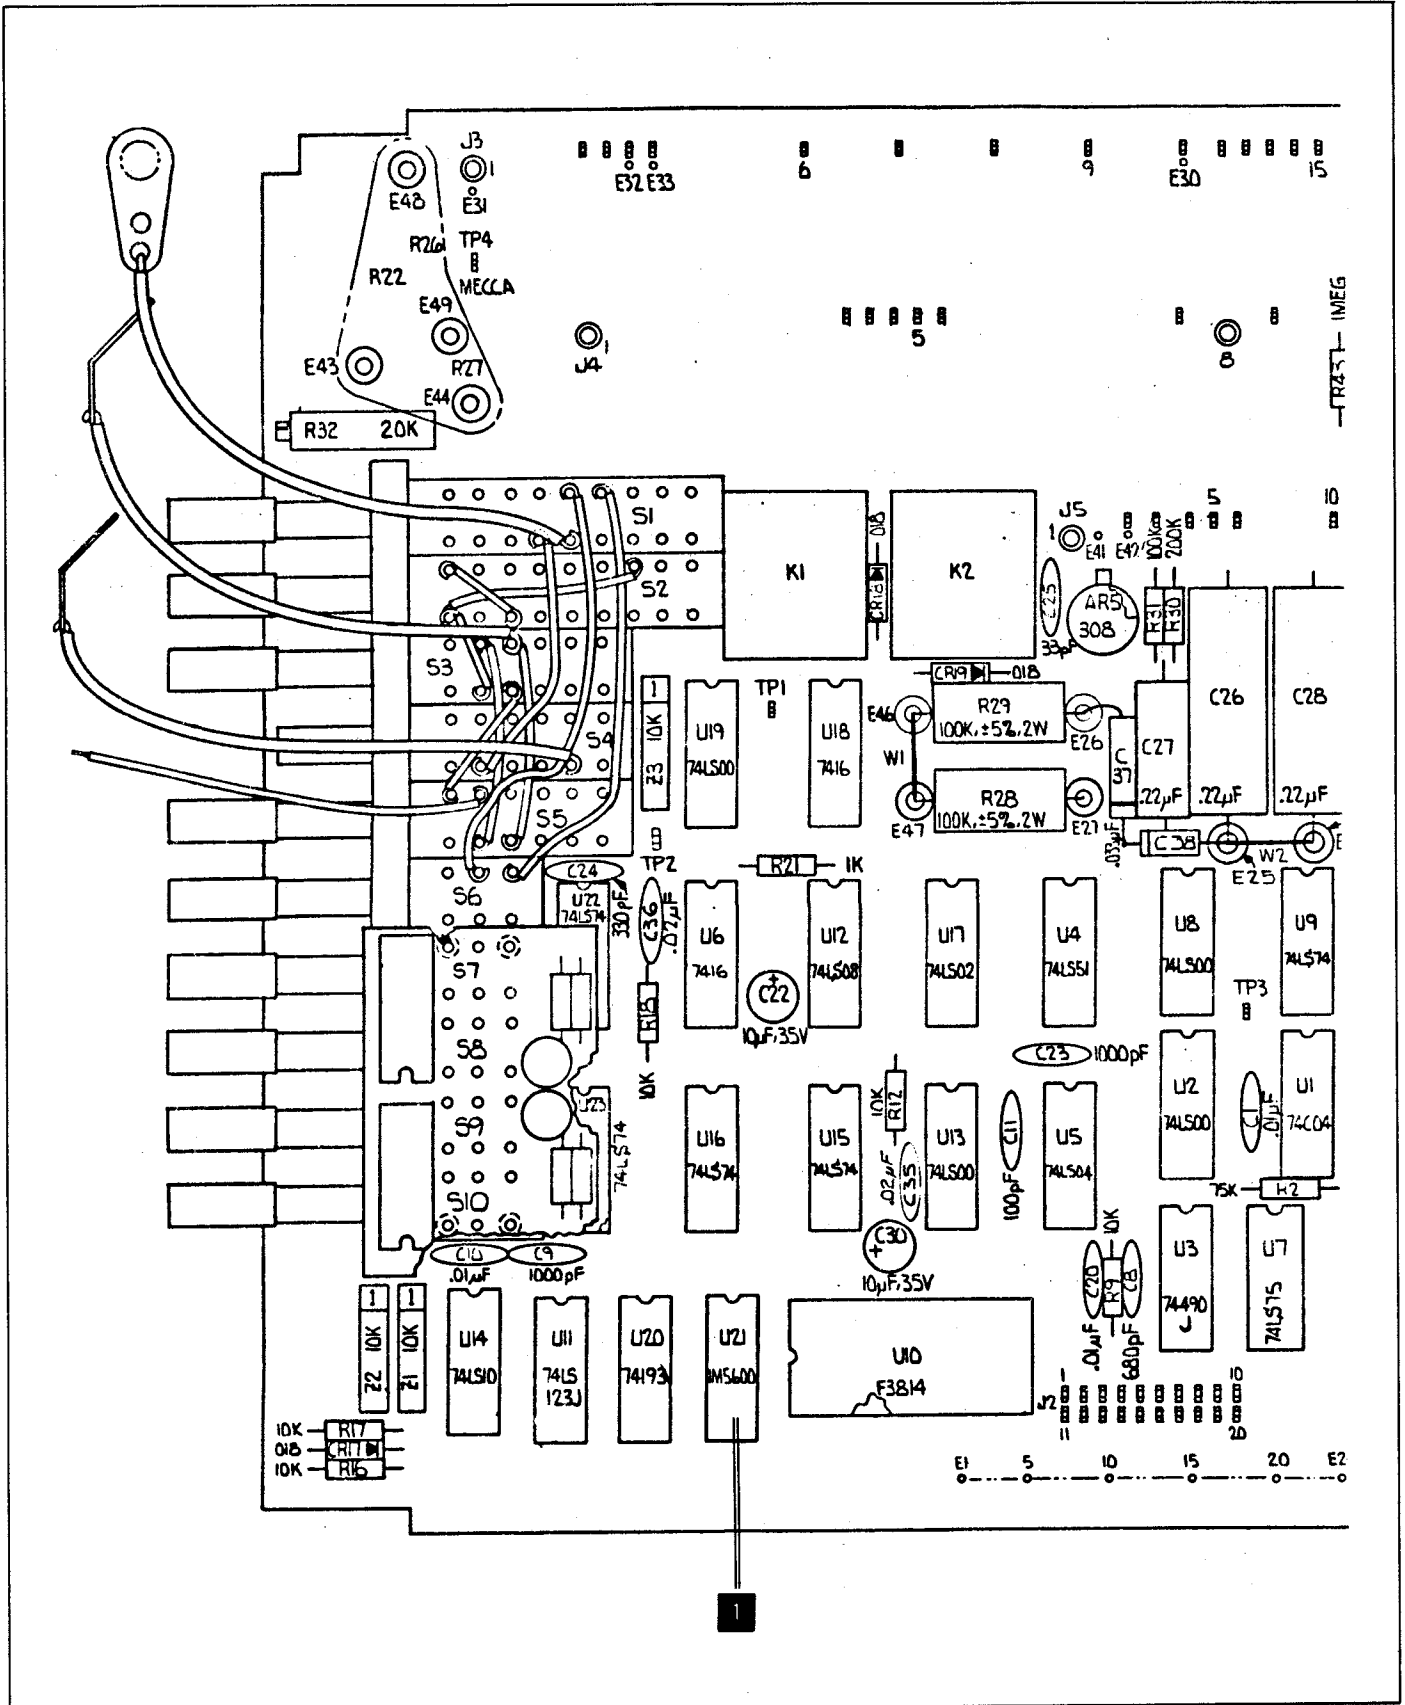 J3
1
E48
E31
E32 E33
6
9
E30
15
R26
TP4
R22
MECCA
E49
E43
R27
E44
J4
1
5
8
1MEG
R43
R32 20K
S1
S2
S3
S4
S5
S6
S7
S8
S9
S10
K1
CR18
018
K2
J5
1
E41
E42
C25
33pF
AR5
308
100K
200K
R31
R30
5
10
CR19
018
C26
.22µF
C28
.22µF
C27
.22µF
C
37
.033µF
C38
W2
E25
E
1
10K
Z3
U19
74LS00
TP1
U18
7416
E46
R29
100K,±5%,2W
E26
W1
R28
100K,±5%,2W
E47
E27
TP2
R21
1K
C24
330pF
U22
74LS74
C36
.02µF
U6
7416
C22
+
10µF,35V
U12
74LS08
U17
74LS02
U4
74LS51
U8
74LS00
U9
74LS74
TP3
R18
10K
C23
1000pF
U2
74LS00
C1
.01µF
U1
74C04
U23
74LS74
U16
74LS74
U15
74LS74
10K
R12
.02µF
C35
U13
74LS00
C11
100pF
U5
74LS04
75K
R2
C30
+
10µF,35V
10K
C20
R9
C8
.01µF
680pF
U3
74490
J
U7
74LS75
C10
.01µF
C9
1000pF
1
10K
Z2
1
10K
Z1
U14
74LS10
U11
74LS
123J
U20
74193
U21
IM5600
U10
F3814
J2
1
10
11
20
10K
R17
018
CR17
10K
R16
E1
5
10
15
20
E2
1